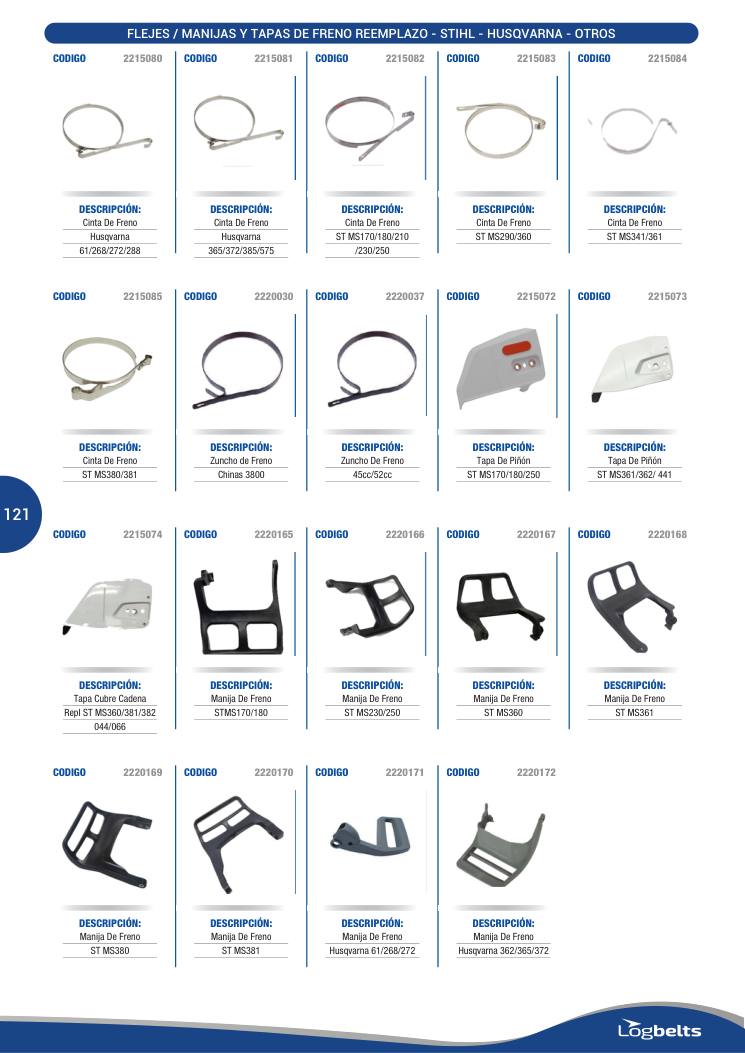 FLEJES / MANIJAS Y TAPAS DE FRENO REEMPLAZO - STIHL - HUSQVARNA - OTROS
CODIGO 2215080
DESCRIPCIÓN:
Cinta De Freno
Husqvarna
61/268/272/288
CODIGO 2215081
DESCRIPCIÓN:
Cinta De Freno
Husqvarna
365/372/385/575
CODIGO 2215082
DESCRIPCIÓN:
Cinta De Freno
ST MS170/180/210
/230/250
CODIGO 2215083
DESCRIPCIÓN:
Cinta De Freno
ST MS290/360
CODIGO 2215084
DESCRIPCIÓN:
Cinta De Freno
ST MS341/361
CODIGO 2215085
DESCRIPCIÓN:
Cinta De Freno
ST MS380/381
CODIGO 2220030
DESCRIPCIÓN:
Zuncho de Freno
Chinas 3800
CODIGO 2220037
DESCRIPCIÓN:
Zuncho De Freno
45cc/52cc
CODIGO 2215072
DESCRIPCIÓN:
Tapa De Piñón
ST MS170/180/250
CODIGO 2215073
DESCRIPCIÓN:
Tapa De Piñón
ST MS361/362/ 441
121
CODIGO 2215074
DESCRIPCIÓN:
Tapa Cubre Cadena
Repl ST MS360/381/382
044/066
CODIGO 2220165
DESCRIPCIÓN:
Manija De Freno
STMS170/180
CODIGO 2220166
DESCRIPCIÓN:
Manija De Freno
ST MS230/250
CODIGO 2220167
DESCRIPCIÓN:
Manija De Freno
ST MS360
CODIGO 2220168
DESCRIPCIÓN:
Manija De Freno
ST MS361
CODIGO 2220169
DESCRIPCIÓN:
Manija De Freno
ST MS380
CODIGO 2220170
DESCRIPCIÓN:
Manija De Freno
ST MS381
CODIGO 2220171
DESCRIPCIÓN:
Manija De Freno
Husqvarna 61/268/272
CODIGO 2220172
DESCRIPCIÓN:
Manija De Freno
Husqvarna 362/365/372
Logbelts